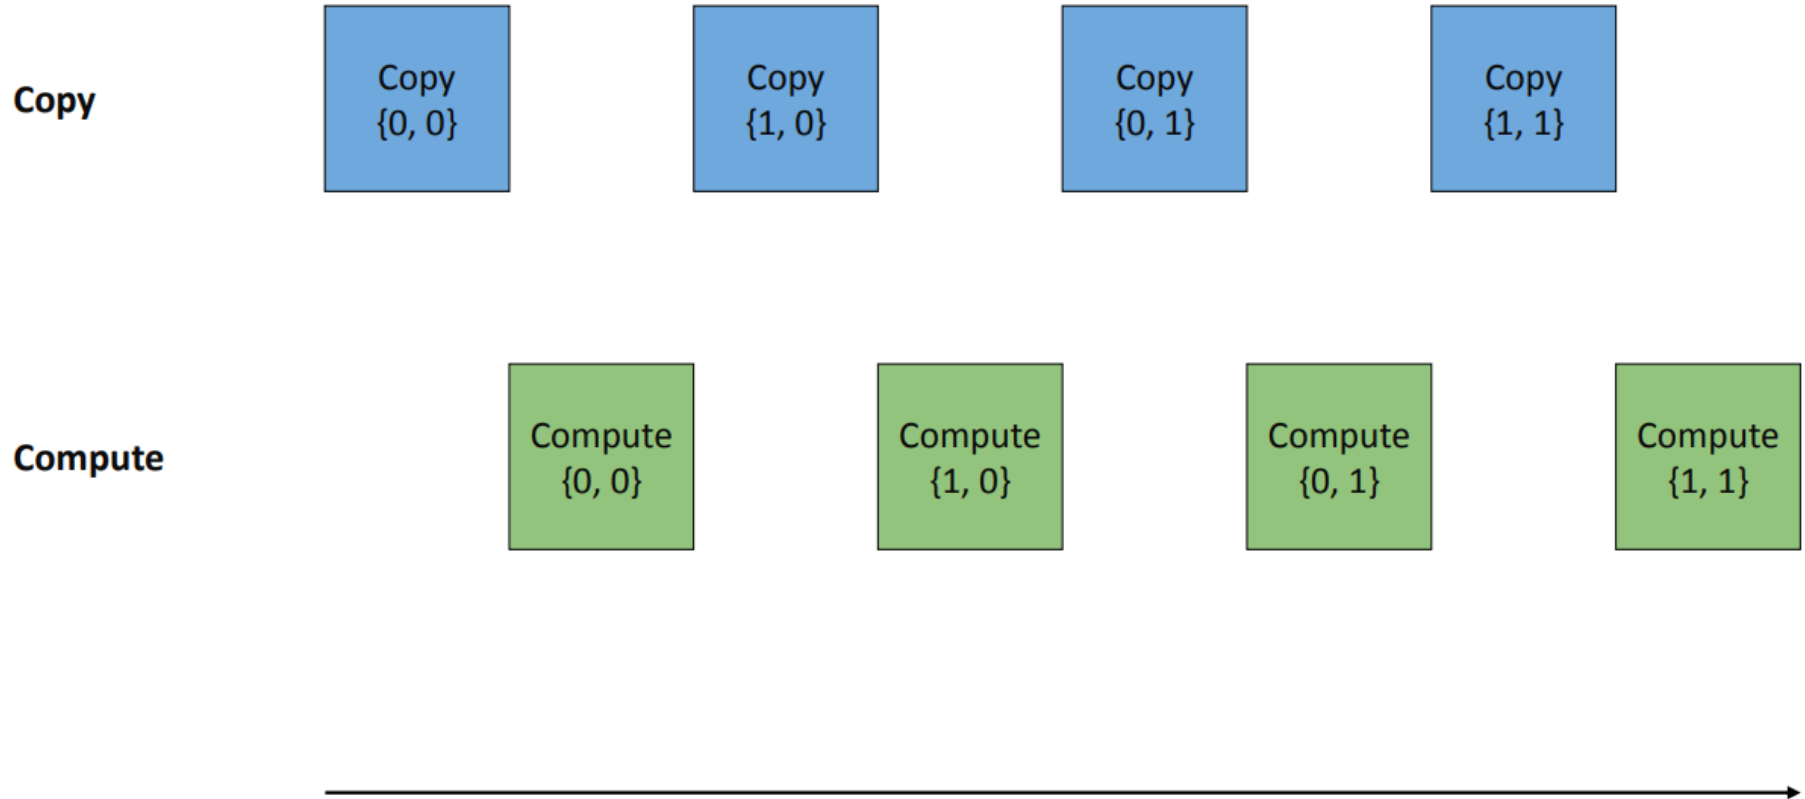 Copy
Copy
{0, 0}
Copy
{1, 0}
Copy
{0, 1}
Copy
{1, 1}
Compute
Compute
{0, 0}
Compute
{1, 0}
Compute
{0, 1}
Compute
{1, 1}